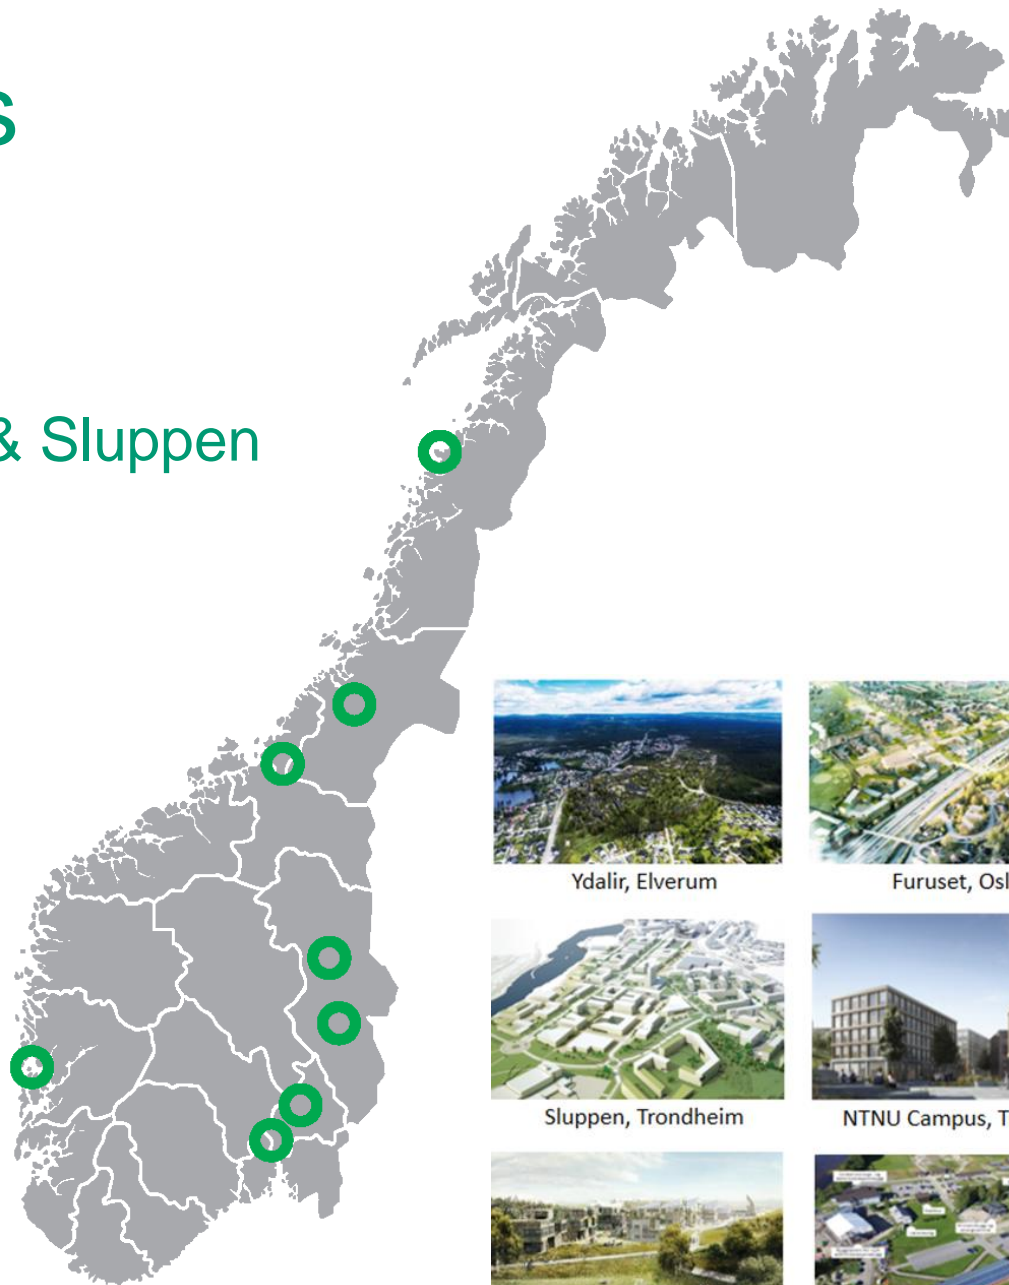 s
& Sluppen
Ydalir, Elverum
Furuset, Osl
Sluppen, Trondheim
NTNU Campus, T